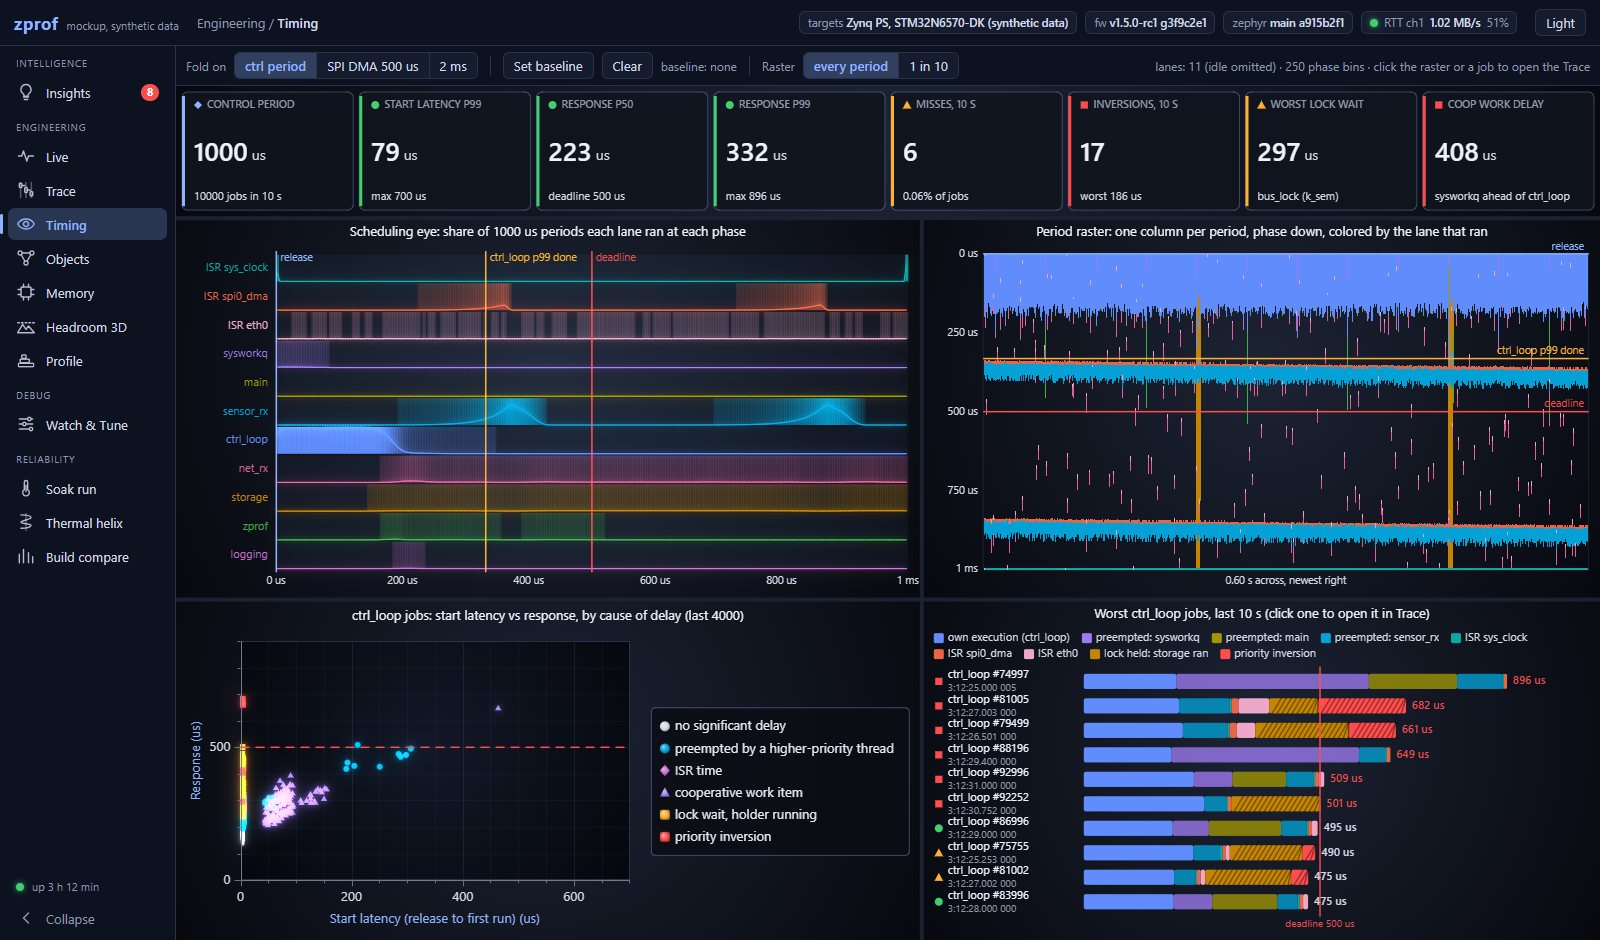 zprof mockup, synthetic data
Engineering / Timing
targets Zynq PS, STM32N6570-DK (synthetic data)
fw v1.5.0-rc1 g3f9c2e1
zephyr main a915b2f1
RTT ch1 1.02 MB/s 51%
Light
INTELLIGENCE
Insights 8
ENGINEERING
Live
Trace
Timing
Objects
Memory
Headroom 3D
Profile
DEBUG
Watch & Tune
RELIABILITY
Soak run
Thermal helix
Build compare
up 3 h 12 min
Collapse
Fold on ctrl period SPI DMA 500 us 2 ms Set baseline Clear baseline: none Raster every period 1 in 10
lanes: 11 (idle omitted) · 250 phase bins · click the raster or a job to open the Trace
CONTROL PERIOD
1000 us
10000 jobs in 10 s
START LATENCY P99
79 us
max 700 us
RESPONSE P50
223 us
deadline 500 us
RESPONSE P99
332 us
max 896 us
MISSES, 10 S
6
0.06% of jobs
INVERSIONS, 10 S
17
worst 186 us
WORST LOCK WAIT
297 us
bus_lock (k_sem)
COOP WORK DELAY
408 us
sysworkq ahead of ctrl_loop
Scheduling eye: share of 1000 us periods each lane ran at each phase
release
ctrl_loop p99 done
deadline
ISR sys_clock
ISR spi0_dma
ISR eth0
sysworkq
main
sensor_rx
ctrl_loop
net_rx
storage
zprof
logging
0 us
200 us
400 us
600 us
800 us
1 ms
Period raster: one column per period, phase down, colored by the lane that ran
release
0 us
250 us
ctrl_loop p99 done
deadline
500 us
750 us
1 ms
0.60 s across, newest right
ctrl_loop jobs: start latency vs response, by cause of delay (last 4000)
Response (us)
500
0
0
200
400
600
Start latency (release to first run) (us)
no significant delay
preempted by a higher-priority thread
ISR time
cooperative work item
lock wait, holder running
priority inversion
Worst ctrl_loop jobs, last 10 s (click one to open it in Trace)
own execution (ctrl_loop) preempted: sysworkq preempted: main preempted: sensor_rx ISR sys_clock
ISR spi0_dma ISR eth0 lock held: storage ran priority inversion
ctrl_loop #74997
3:12:25.000 005
896 us
ctrl_loop #81005
3:12:27.003 000
682 us
ctrl_loop #79499
3:12:26.501 000
661 us
ctrl_loop #88196
3:12:29.400 000
649 us
ctrl_loop #92996
3:12:31.000 000
509 us
ctrl_loop #92252
3:12:30.752 000
501 us
ctrl_loop #86996
3:12:29.000 000
495 us
ctrl_loop #75755
3:12:25.253 000
490 us
ctrl_loop #81002
3:12:27.002 000
475 us
ctrl_loop #83996
3:12:28.000 000
475 us
deadline 500 us